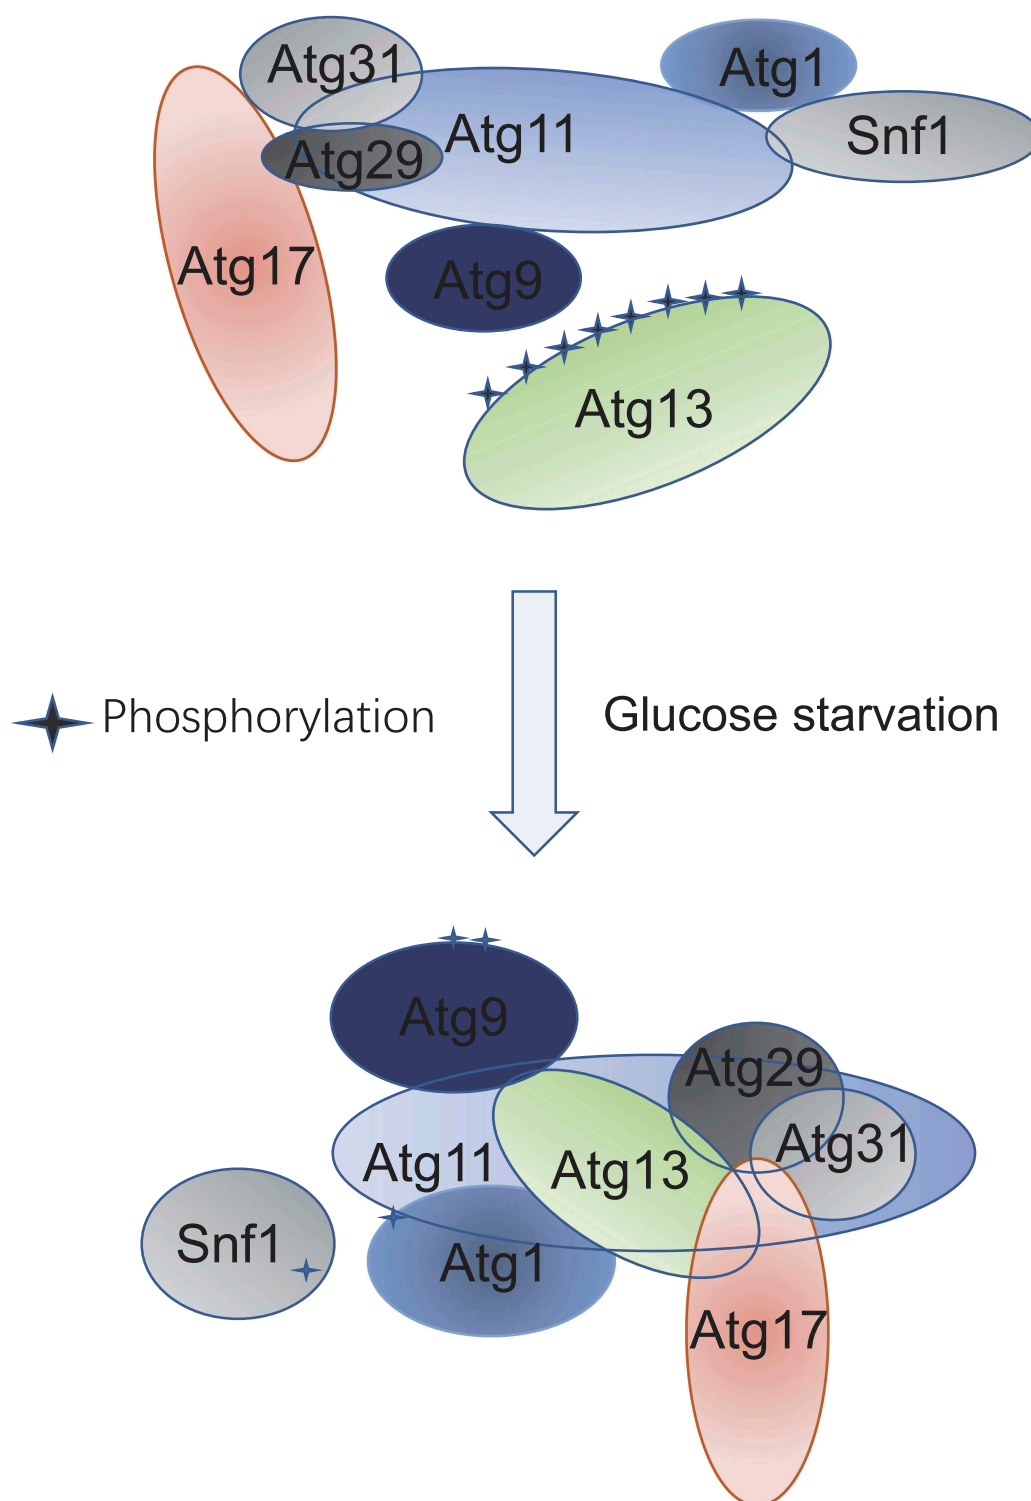 Atg31
Atg1
Atg11
Snf1
Atg29
Atg17
Atg9
Atg13
Phosphorylation
Glucose starvation
Atg9
Atg29
Atg11
Atg13
Atg31
Snf1
Atg1
Atg17